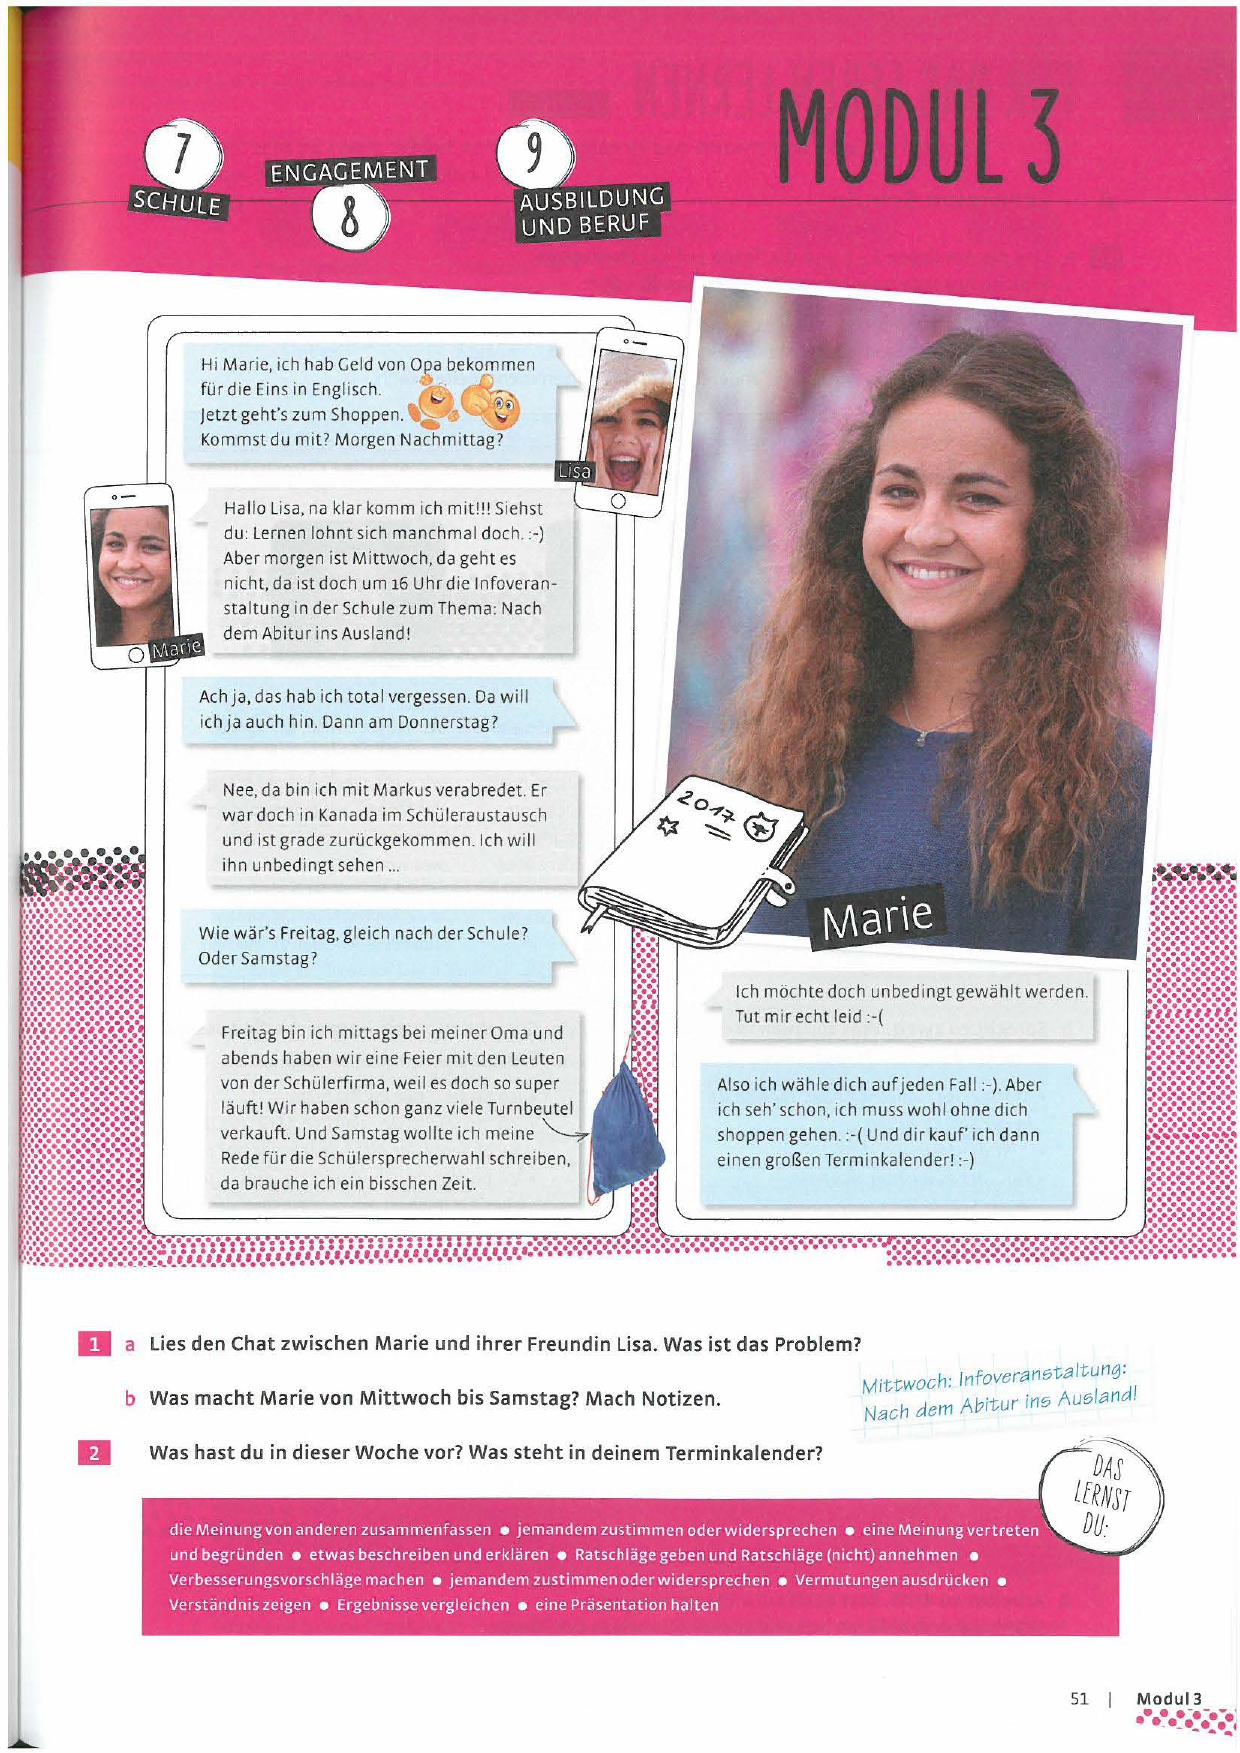 MODUL 3
7
SCHULE
ENGAGEMENT
8
9
AUSBILDUNG
UND BERUF
Hi Marie, ich hab Geld von Opa bekommen
für die Eins in Englisch.
Jetzt geht's zum Shoppen.
Kommst du mit? Morgen Nachmittag?
Lisa
Hallo Lisa, na klar komm ich mit!!! Siehst
du: Lernen lohnt sich manchmal doch. :-)
Aber morgen ist Mittwoch, da geht es
nicht, da ist doch um 16 Uhr die Infoveran-
staltung in der Schule zum Thema: Nach
dem Abitur ins Ausland!
Marie
Ach ja, das hab ich total vergessen. Da will
ich ja auch hin. Dann am Donnerstag?
Nee, da bin ich mit Markus verabredet. Er
war doch in Kanada im Schüleraustausch
und ist grade zurückgekommen. Ich will
ihn unbedingt sehen ...
Wie wär's Freitag, gleich nach der Schule?
Oder Samstag?
Freitag bin ich mittags bei meiner Oma und
abends haben wir eine Feier mit den Leuten
von der Schülerfirma, weil es doch so super
läuft! Wir haben schon ganz viele Turnbeutel
verkauft. Und Samstag wollte ich meine
Rede für die Schülersprecherwahl schreiben,
da brauche ich ein bisschen Zeit.
2017
Marie
Ich möchte doch unbedingt gewählt werden.
Tut mir echt leid :-(
Also ich wähle dich auf jeden Fall :-). Aber
ich seh' schon, ich muss wohl ohne dich
shoppen gehen. :-( Und dir kauf' ich dann
einen großen Terminkalender! :-)
1 a Lies den Chat zwischen Marie und ihrer Freundin Lisa. Was ist das Problem?
b Was macht Marie von Mittwoch bis Samstag? Mach Notizen.
Mittwoch: Infoveranstaltung:
Nach dem Abitur ins Ausland!
2 Was hast du in dieser Woche vor? Was steht in deinem Terminkalender?
DAS
LERNST
DU:
die Meinung von anderen zusammenfassen ● jemandem zustimmen oder widersprechen ● eine Meinung vertreten
und begründen ● etwas beschreiben und erklären ● Ratschläge geben und Ratschläge (nicht) annehmen ●
Verbesserungsvorschläge machen ● jemandem zustimmen oder widersprechen ● Vermutungen ausdrücken ●
Verständnis zeigen ● Ergebnisse vergleichen ● eine Präsentation halten
51 | Modul 3